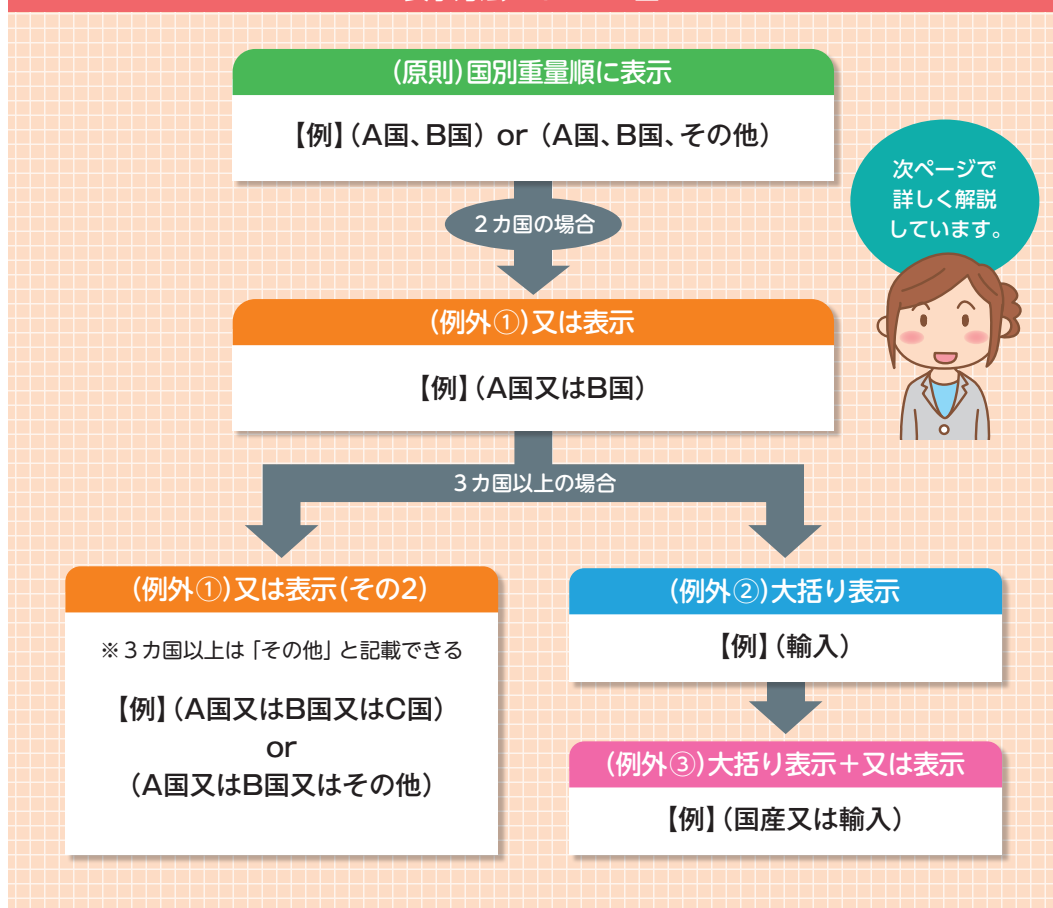 (原則)国別重量順に表示
【例】(A国、B国) or (A国、B国、その他)
次ページで
詳しく解説
しています。
2カ国の場合
(例外①)又は表示
【例】(A国又はB国)
3カ国以上の場合
(例外①)又は表示(その2)
※3カ国以上は「その他」と記載できる
【例】(A国又はB国又はC国)
or
(A国又はB国又はその他)
(例外②)大括り表示
【例】(輸入)
(例外③)大括り表示+又は表示
【例】(国産又は輸入)